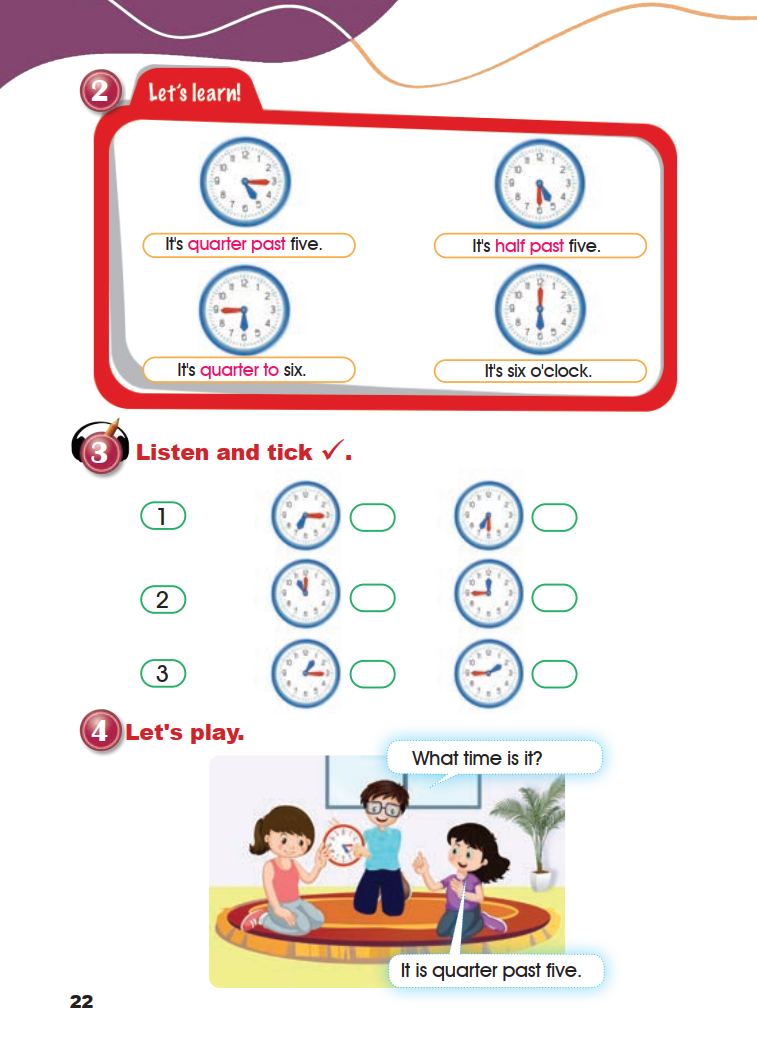 2 Let's learn!
It's quarter past five.
It's half past five.
It's quarter to six.
It's six o'clock.
3 Listen and tick ✓.
1
2
3
4 Let's play.
What time is it?
It is quarter past five.
22